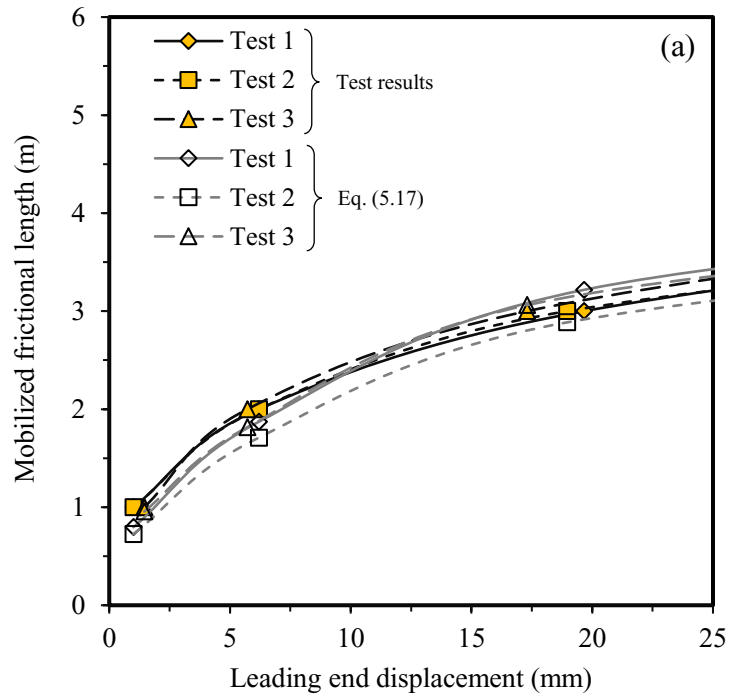 (a)
Test 1
Test 2
Test 3
Test results
Test 1
Test 2
Test 3
Eq. (5.17)
6
5
4
3
2
1
0
Mobilized frictional length (m)
0 5 10 15 20 25
Leading end displacement (mm)